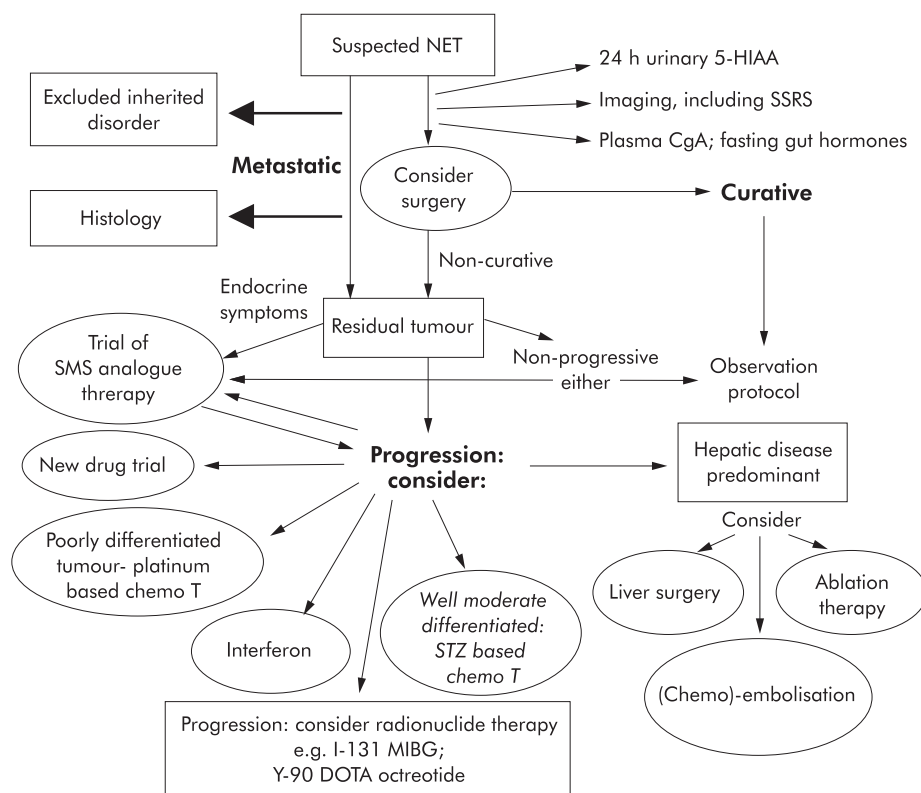 Suspected NET
24 h urinary 5-HIAA
Imaging, including SSRS
Plasma CgA; fasting gut hormones
Excluded inherited
disorder
Metastatic
Histology
Consider
surgery
Curative
Non-curative
Endocrine
symptoms
Residual tumour
Trial of
SMS analogue
threrapy
Non-progressive
either
Observation
protocol
Progression:
consider:
New drug trial
Hepatic disease
predominant
Consider
Poorly differentiated
tumour- platinum
based chemo T
Interferon
Well moderate
differentiated:
STZ based
chemo T
Liver surgery
Ablation
therapy
(Chemo)-embolisation
Progression: consider radionuclide therapy
e.g. I-131 MIBG;
Y-90 DOTA octreotide